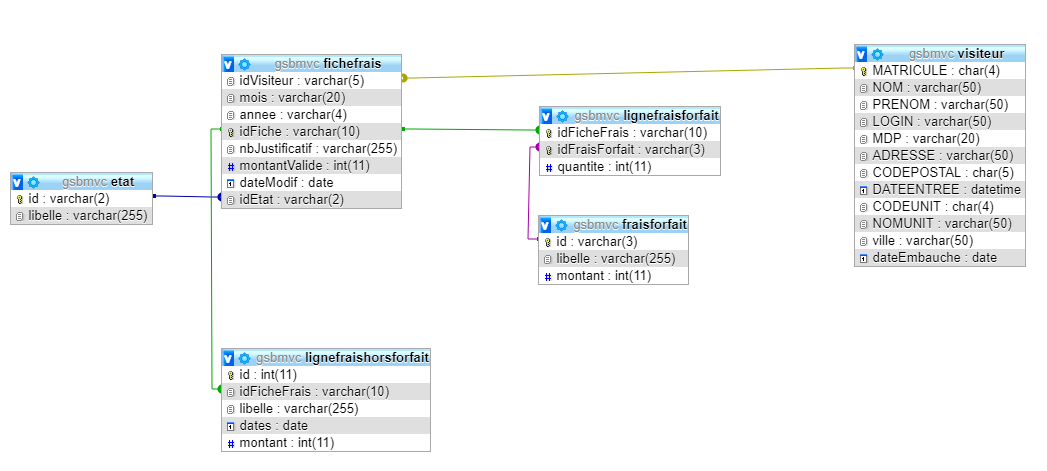 gsbmvc etat
id : varchar(2)
libelle : varchar(255)
gsbmvc fichefrais
idVisiteur : varchar(5)
mois : varchar(20)
annee : varchar(4)
idFiche : varchar(10)
nbJustificatif : varchar(255)
montantValide : int(11)
dateModif : date
idEtat : varchar(2)
gsbmvc lignefraishorsforfait
id : int(11)
idFicheFrais : varchar(10)
libelle : varchar(255)
dates : date
montant : int(11)
gsbmvc lignefraisforfait
idFicheFrais : varchar(10)
idFraisForfait : varchar(3)
quantite : int(11)
gsbmvc fraisforfait
id : varchar(3)
libelle : varchar(255)
montant : int(11)
gsbmvc visiteur
MATRICULE : char(4)
NOM : varchar(50)
PRENOM : varchar(50)
LOGIN : varchar(50)
MDP : varchar(20)
ADRESSE : varchar(50)
CODEPOSTAL : char(5)
DATEENTREE : datetime
CODEUNIT : char(4)
NOMUNIT : varchar(50)
ville : varchar(50)
dateEmbauche : date